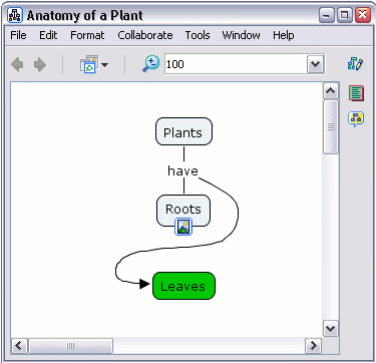 Anatomy of a Plant
File Edit Format Collaborate Tools Window Help
100
Plants
have
Roots
Leaves